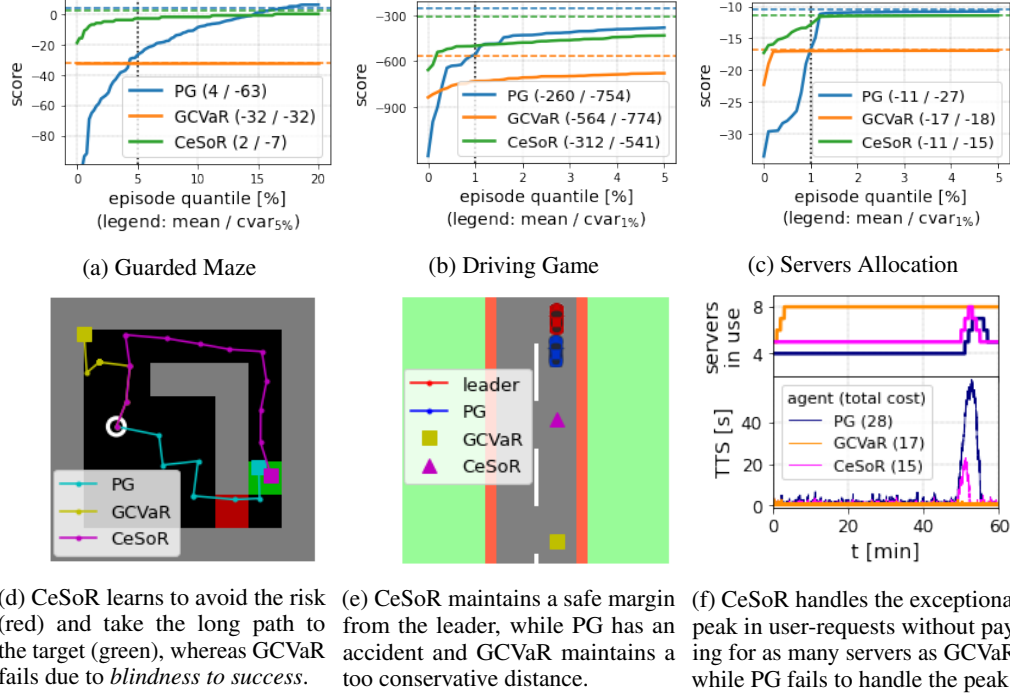 score
0
−20
−40
−60
−80
PG (4 / -63)
GCVaR (-32 / -32)
CeSoR (2 / -7)
0 5 10 15 20
episode quantile [%]
(legend: mean / cvar5%)
(a) Guarded Maze
score
−300
−600
−900
PG (-260 / -754)
GCVaR (-564 / -774)
CeSoR (-312 / -541)
0 1 2 3 4 5
episode quantile [%]
(legend: mean / cvar1%)
(b) Driving Game
score
−10
−15
−20
−25
−30
PG (-11 / -27)
GCVaR (-17 / -18)
CeSoR (-11 / -15)
0 1 2 3 4 5
episode quantile [%]
(legend: mean / cvar1%)
(c) Servers Allocation
PG
GCVaR
CeSoR
leader
PG
GCVaR
CeSoR
servers
in use
8
4
TTS [s]
40
20
0
agent (total cost)
PG (28)
GCVaR (17)
CeSoR (15)
0 20 40 60
t [min]
(d) CeSoR learns to avoid the risk
(red) and take the long path to
the target (green), whereas GCVaR
fails due to blindness to success.
(e) CeSoR maintains a safe margin
from the leader, while PG has an
accident and GCVaR maintains a
too conservative distance.
(f) CeSoR handles the exceptiona
peak in user-requests without pay-
ing for as many servers as GCVaR
while PG fails to handle the peak